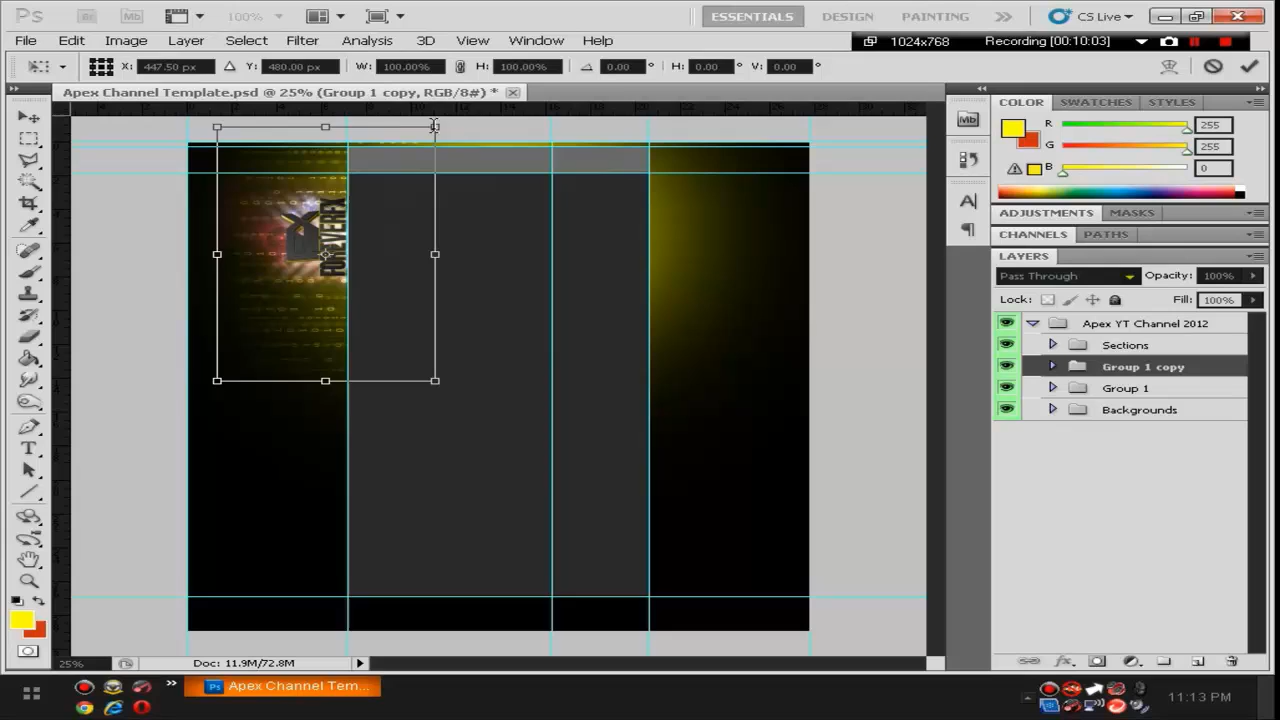 Ps Br Mb 100% ESSENTIALS DESIGN PAINTING CS Live
File Edit Image Layer Select Filter Analysis 3D View Window Help 1024x768 Recording [00:10:03]
X: 447.50 px Y: 480.00 px W: 100.00% H: 100.00% 0.00 ° H: 0.00 ° V: 0.00 °
Apex Channel Template.psd @ 25% (Group 1 copy, RGB/8#) *
COLOR SWATCHES STYLES
R 255
G 255
B 0
ADJUSTMENTS MASKS
CHANNELS PATHS
LAYERS
Pass Through Opacity: 100%
Lock: Fill: 100%
Apex YT Channel 2012
Sections
Group 1 copy
Group 1
Backgrounds
25% Doc: 11.9M/72.8M
Ps Apex Channel Tem... 11:13 PM